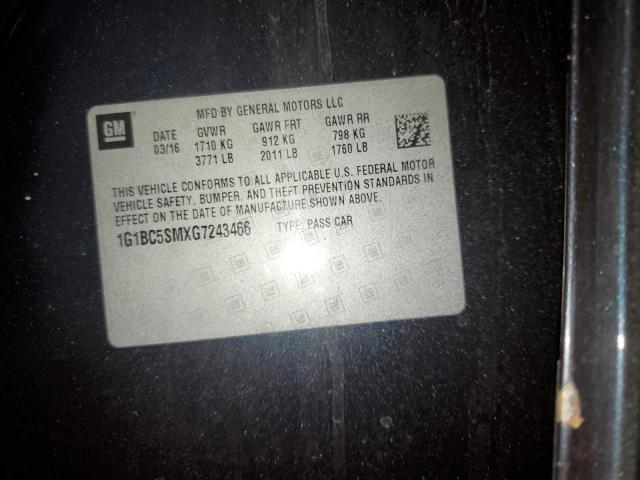 GM
MFD BY GENERAL MOTORS LLC
DATE GVWR GAWR FRT GAWR RR
03/16 1710 KG 912 KG 798 KG
3771 LB 2011 LB 1760 LB
THIS VEHICLE CONFORMS TO ALL APPLICABLE U.S. FEDERAL MOTOR
VEHICLE SAFETY, BUMPER, AND THEFT PREVENTION STANDARDS IN
EFFECT ON THE DATE OF MANUFACTURE SHOWN ABOVE.
1G1BC5SMXG7243466 TYPE: PASS CAR